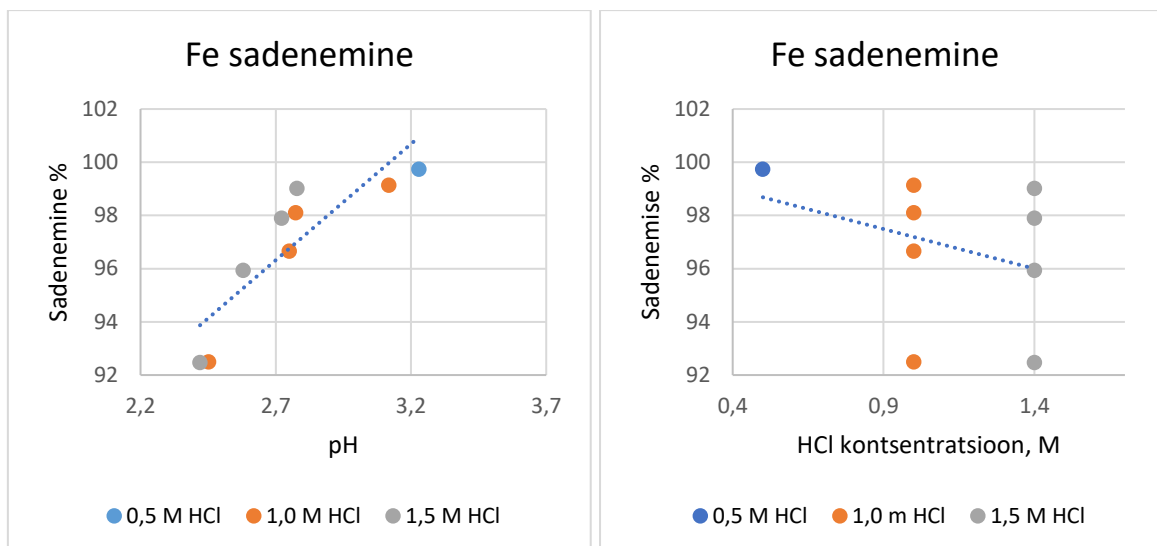 Fe sadenemine
Sadenemine %
102
100
98
96
94
92
2,2
2,7
3,2
3,7
pH
0,5 M HCl
1,0 M HCl
1,5 M HCl
Fe sadenemine
Sadenemise %
102
100
98
96
94
92
0,4
0,9
1,4
HCl kontsentratsioon, M
0,5 M HCl
1,0 m HCl
1,5 M HCl